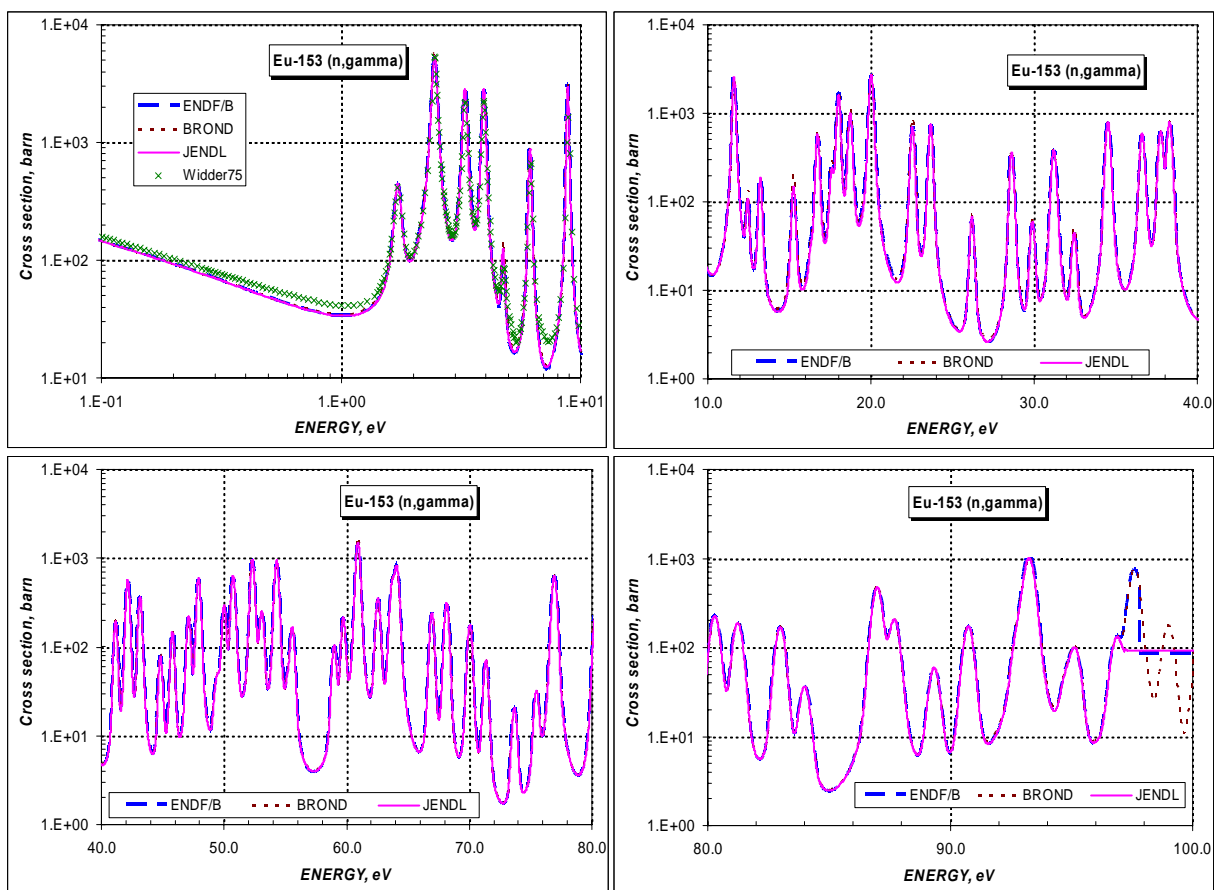 1.E+04
1.E+03
1.E+02
1.E+01
Cross section, barn
Eu-153 (n,gamma)
ENDF/B
BROND
JENDL
Widder75
1.E-01 1.E+00 1.E+01
ENERGY, eV
1.E+04
1.E+03
1.E+02
1.E+01
1.E+00
Cross section, barn
Eu-153 (n,gamma)
ENDF/B BROND JENDL
10.0 20.0 30.0 40.0
ENERGY, eV
1.E+04
1.E+03
1.E+02
1.E+01
1.E+00
Cross section, barn
Eu-153 (n,gamma)
ENDF/B BROND JENDL
40.0 50.0 60.0 70.0 80.0
ENERGY, eV
1.E+04
1.E+03
1.E+02
1.E+01
1.E+00
Cross section, barn
Eu-153 (n,gamma)
ENDF/B BROND JENDL
80.0 90.0 100.0
ENERGY, eV